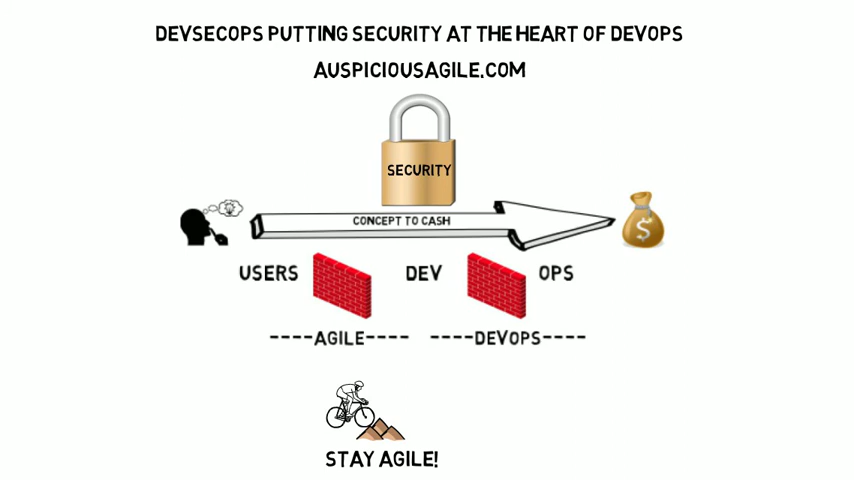 DEVSECOPS PUTTING SECURITY AT THE HEART OF DEVOPS
AUSPICIOUSAGILE.COM
SECURITY
CONCEPT TO CASH
$
USERS DEV OPS
----AGILE---- ----DEVOPS----
STAY AGILE!